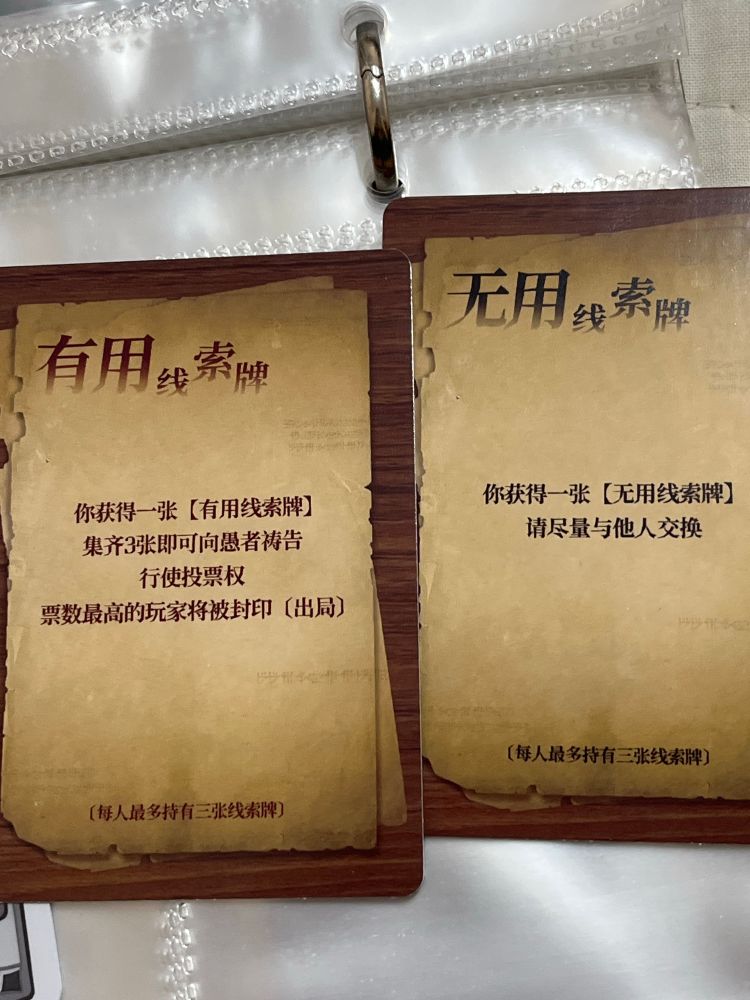 有用线索牌
你获得一张【有用线索牌】
集齐3张即可向愚者祷告
行使投票权
票数最高的玩家将被封印〔出局〕
〔每人最多持有三张线索牌〕
无用线索牌
你获得一张【无用线索牌】
请尽量与他人交换
〔每人最多持有三张线索牌〕